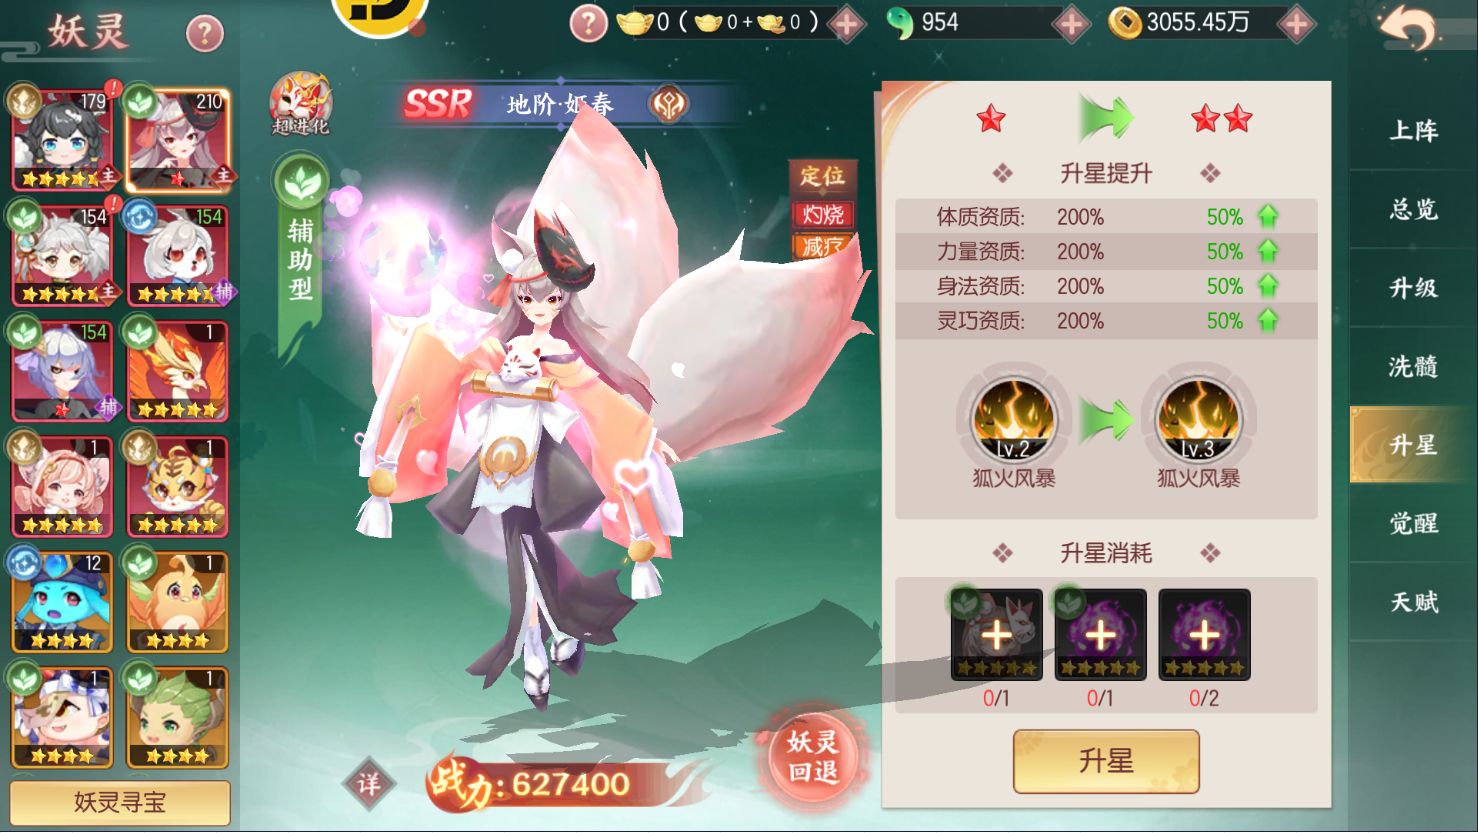 妖灵
?
0 ( 0 + 0 )
954
3055.45万
179
主
210
主
154
主
154
辅
154
辅
1
1
1
12
1
1
1
妖灵寻宝
超进化
SSR
地阶·姬春
辅助型
定位
灼烧
减疗
详
战力:627400
妖灵
回退
升星提升
体质资质: 200% 50%
力量资质: 200% 50%
身法资质: 200% 50%
灵巧资质: 200% 50%
Lv.2
Lv.3
狐火风暴
狐火风暴
升星消耗
0/1
0/1
0/2
升星
上阵
总览
升级
洗髓
升星
觉醒
天赋